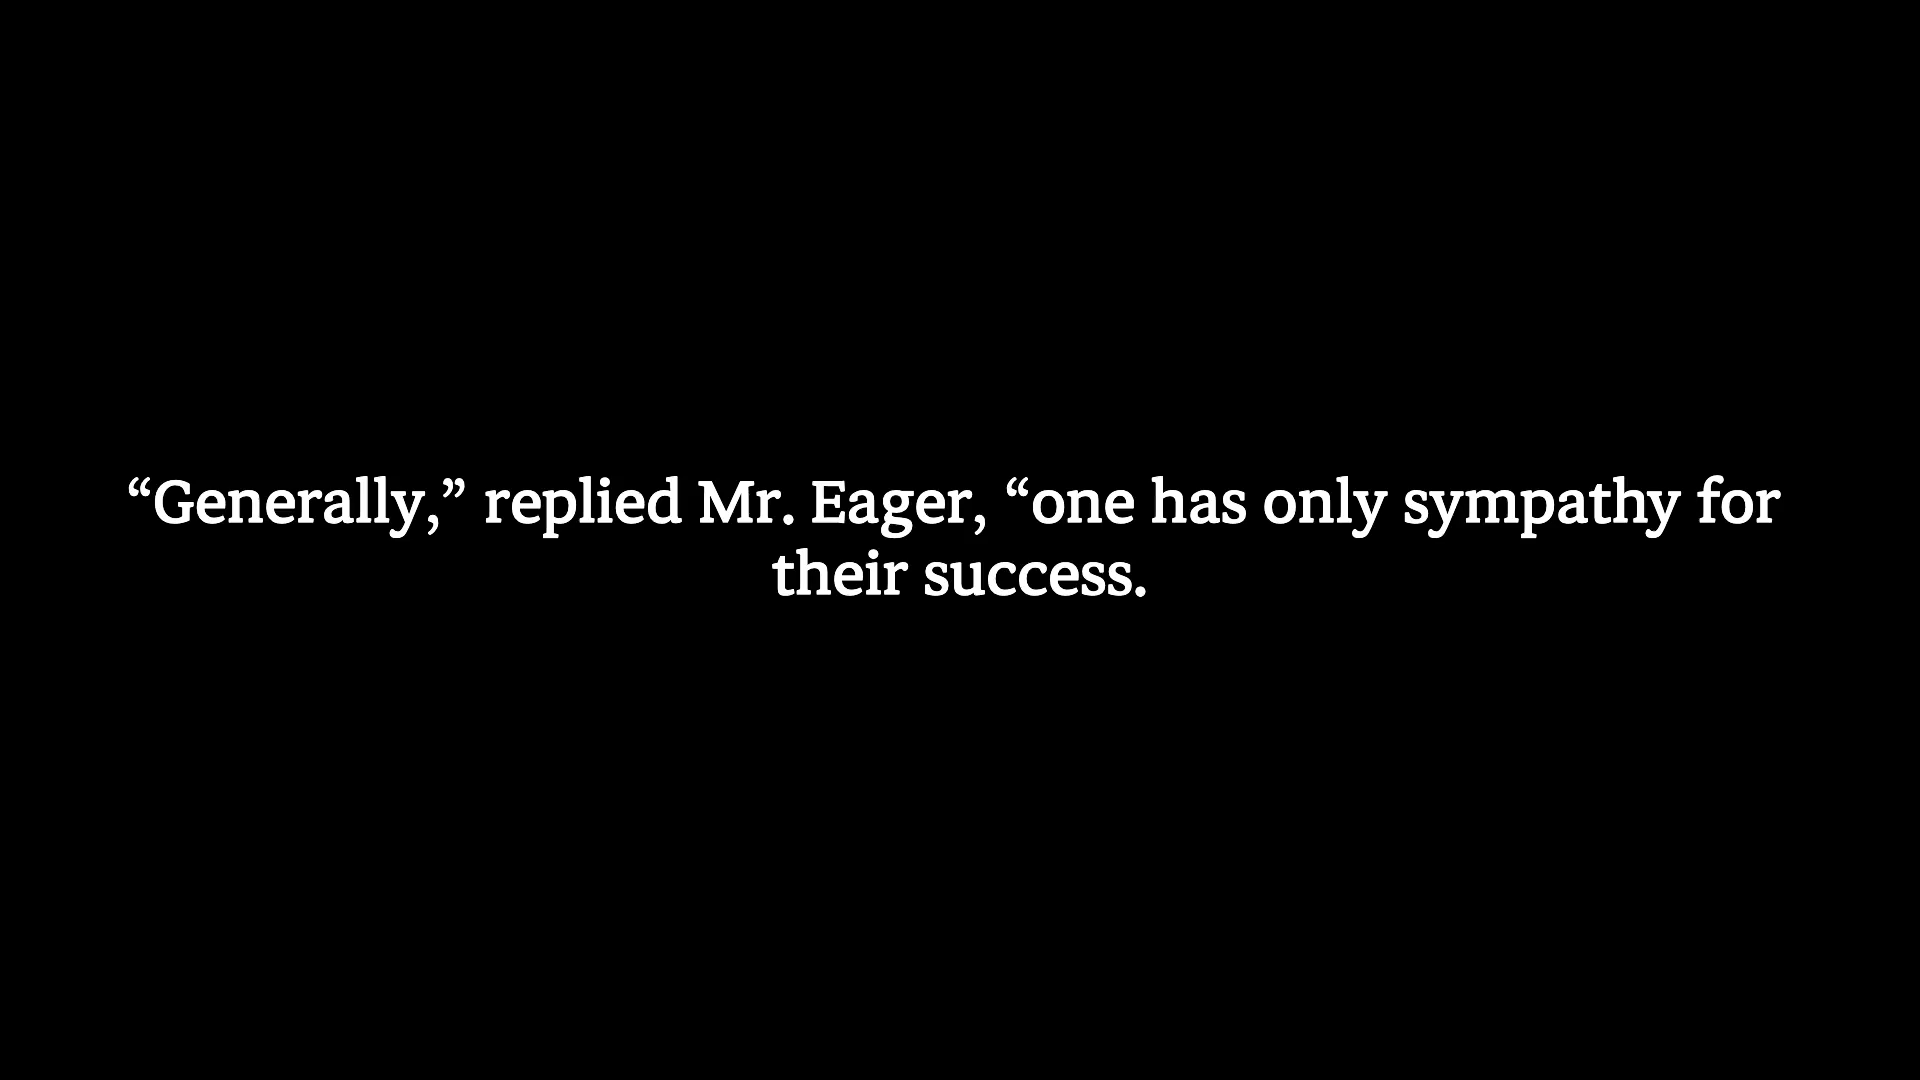 “Generally,” replied Mr. Eager, “one has only sympathy for
their success.